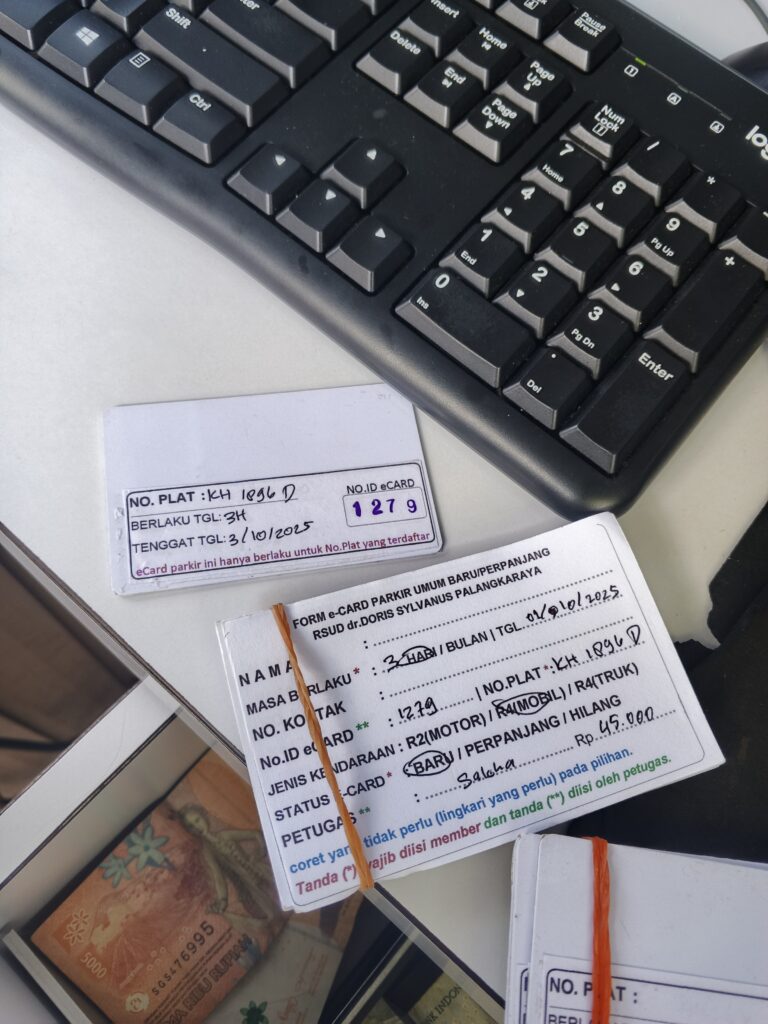 Shift
Enter
Ctrl
Insert
Delete
Home
End
Page Up
Page Down
Pause Break
Num Lock
7 Home
8
9 Pg Up
/
*
+
4
5
6
1 End
2
3 Pg Dn
0 Ins
. Del
Enter
NO. PLAT : KH 1896 D
BERLAKU TGL: 3H
TENGGAT TGL: 3/10/2025
NO.ID eCARD
1279
eCard parkir ini hanya berlaku untuk No.Plat yang terdaftar
FORM e-CARD PARKIR UMUM BARU/PERPANJANG
RSUD dr.DORIS SYLVANUS PALANGKARAYA
NAMA :
MASA BERLAKU * : 3 HARI / BULAN | TGL. 01/10/2025
NO. KONTAK :
No.ID eCARD ** : 1279 | NO.PLAT *: KH 1896 D
JENIS KENDARAAN : R2(MOTOR) / R4(MOBIL) / R4(TRUK)
STATUS E-CARD * : BARU / PERPANJANG / HILANG
PETUGAS ** : Saleha Rp 45.000
coret yang tidak perlu (lingkari yang perlu) pada pilihan.
Tanda (*) wajib diisi member dan tanda (**) diisi oleh petugas.
5000
SGS476995
RIBU RUPIAH
NO. PLAT :